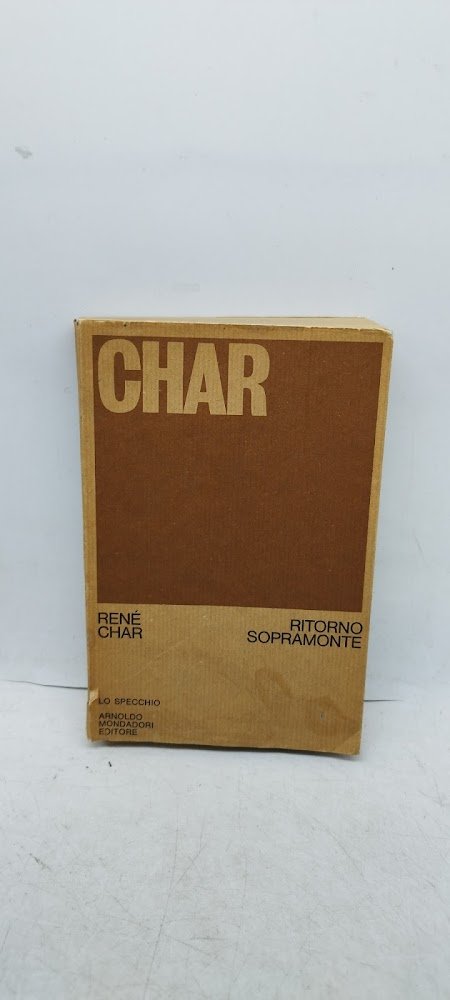 CHAR
RENÉ
CHAR
RITORNO
SOPRAMONTE
LO SPECCHIO
ARNOLDO
MONDADORI
EDITORE